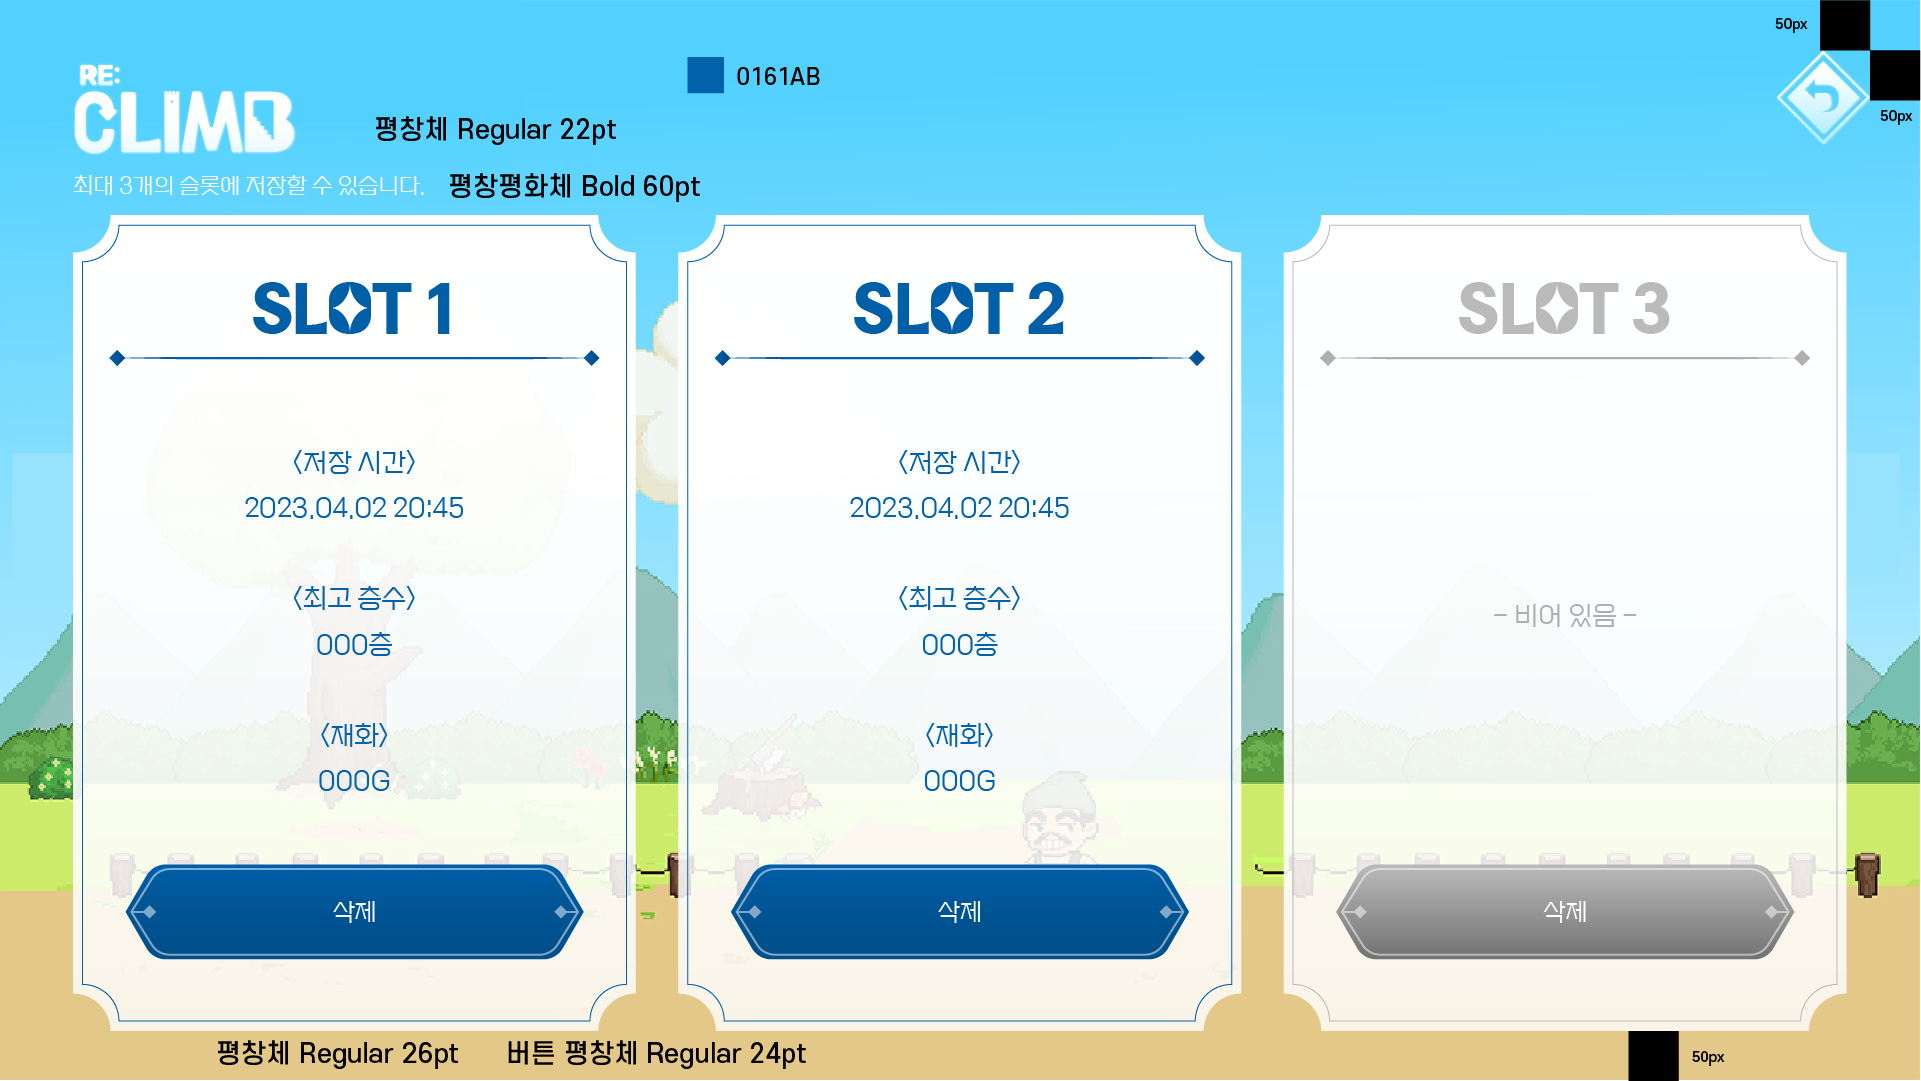 50px
RE:
CLIMB
0161AB
50px
평창체 Regular 22pt
최대 3개의 슬롯에 저장할 수 있습니다.
평창평화체 Bold 60pt
SLOT 1
〈저장 시간〉
2023.04.02 20:45
〈최고 층수〉
000층
〈재화〉
000G
삭제
SLOT 2
〈저장 시간〉
2023.04.02 20:45
〈최고 층수〉
000층
〈재화〉
000G
삭제
SLOT 3
- 비어 있음 -
삭제
평창체 Regular 26pt
버튼 평창체 Regular 24pt
50px